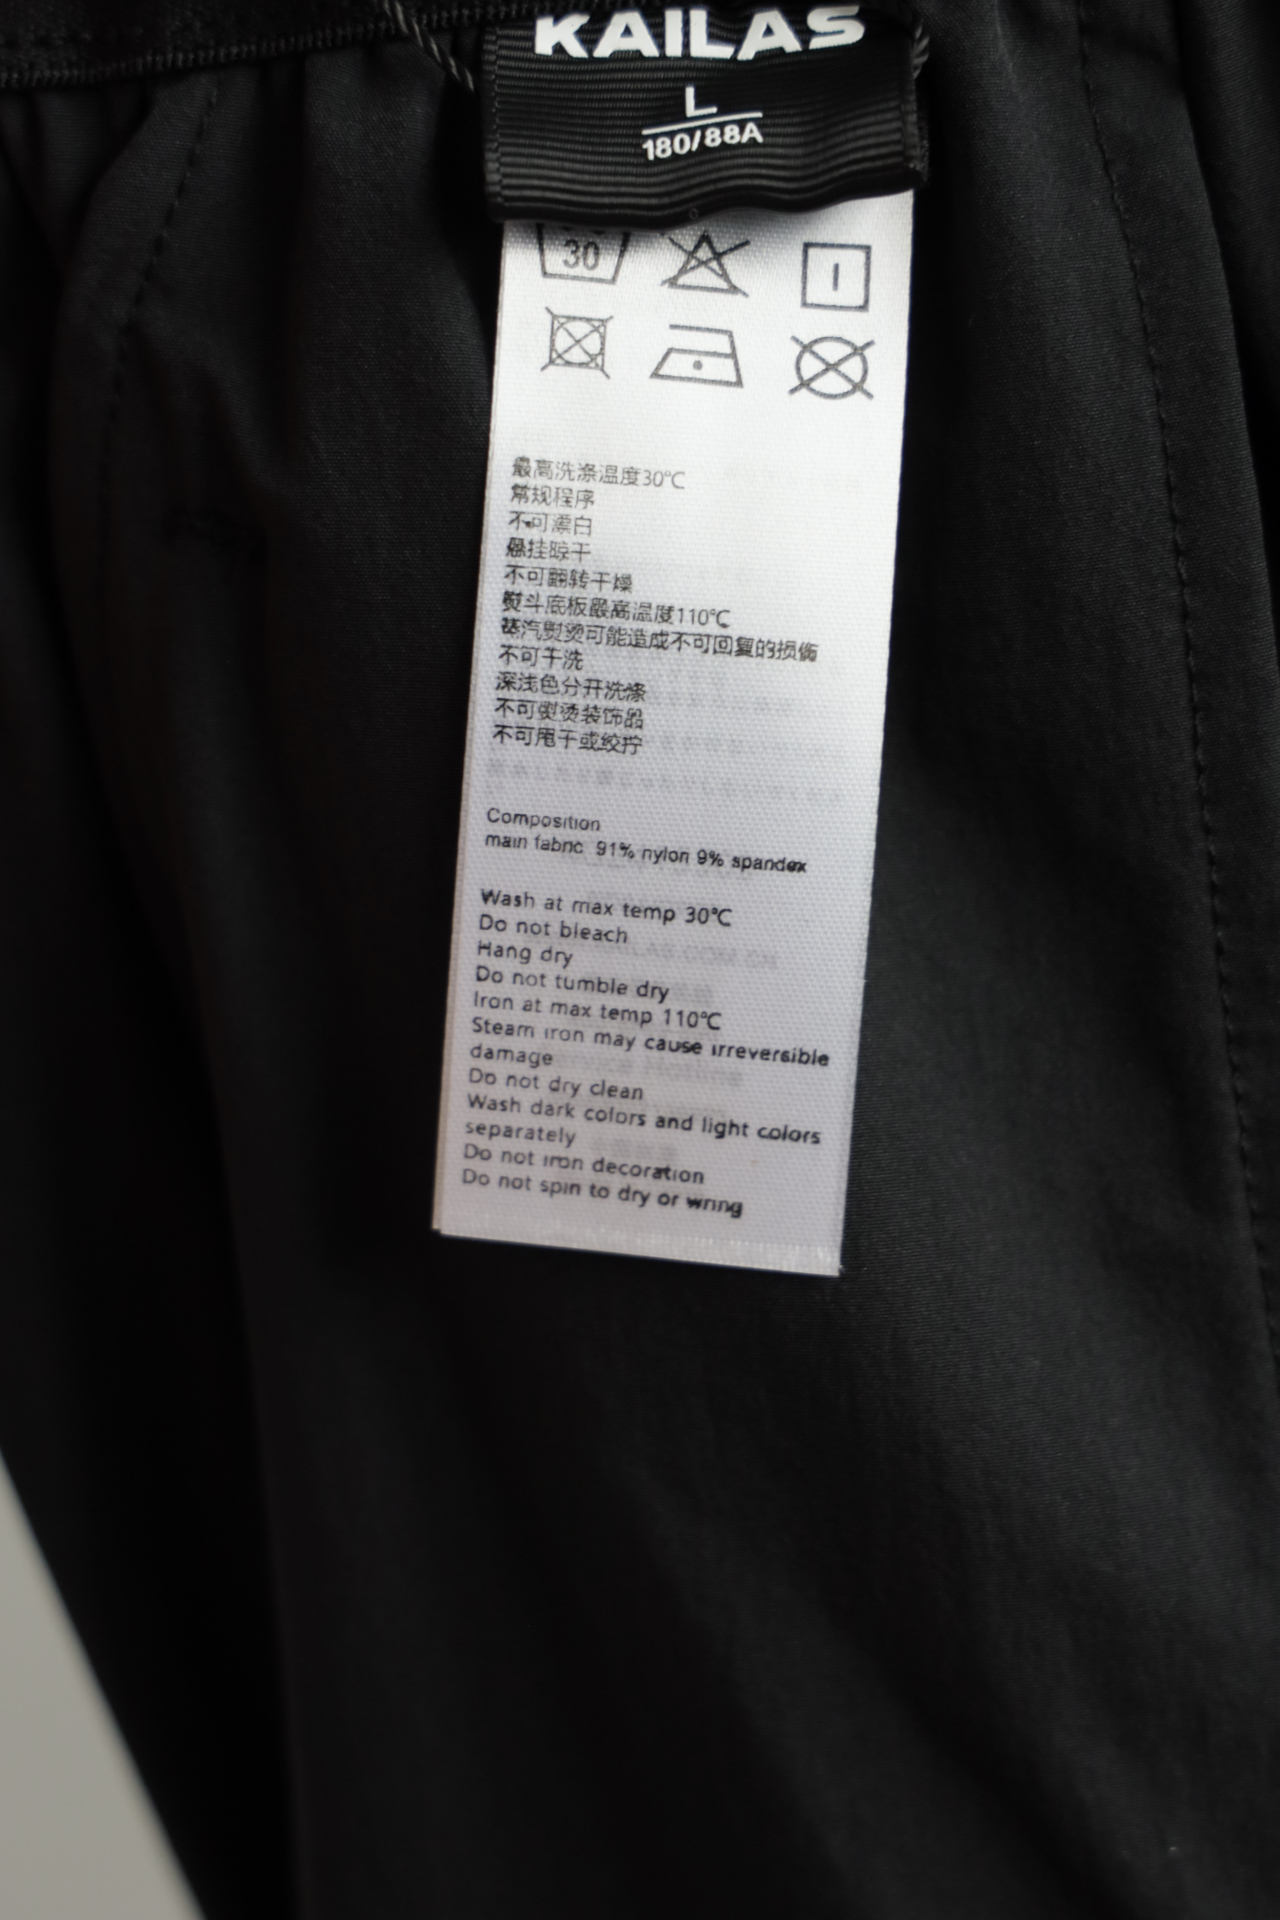 KAILAS
L
180/88A
30
最高洗涤温度30℃
常规程序
不可漂白
悬挂晾干
不可翻转干燥
熨斗底板最高温度110℃
蒸汽熨烫可能造成不可回复的损伤
不可干洗
深浅色分开洗涤
不可熨烫装饰品
不可甩干或绞拧
Composition
main fabric 91% nylon 9% spandex
Wash at max temp 30℃
Do not bleach
Hang dry
Do not tumble dry
Iron at max temp 110℃
Steam iron may cause irreversible
damage
Do not dry clean
Wash dark colors and light colors
separately
Do not iron decoration
Do not spin to dry or wring